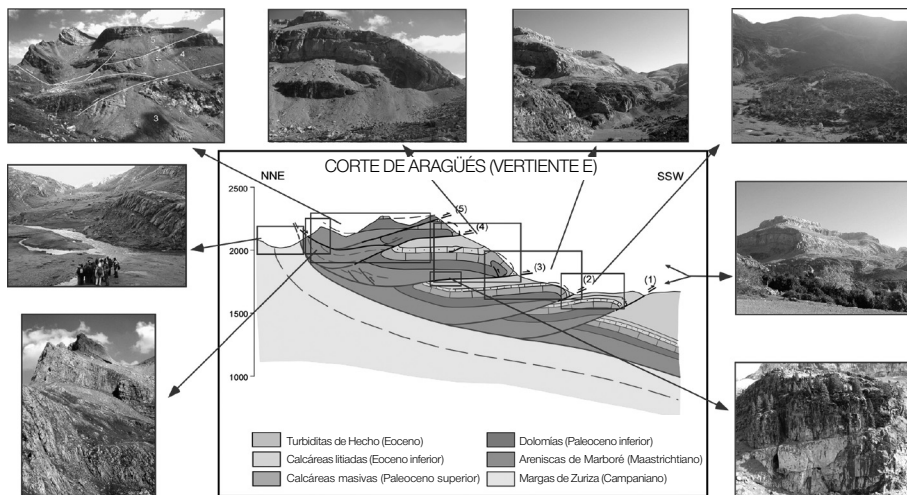 3
4
CORTE DE ARAGÜÉS (VERTIENTE E)
NNE
SSW
2500
2000
1500
1000
(5)
(4)
(3)
(2)
(1)
Turbiditas de Hecho (Eoceno)
Calcáreas litiadas (Eoceno inferior)
Calcáreas masivas (Paleoceno superior)
Dolomías (Paleoceno inferior)
Areniscas de Marboré (Maastrichtiano)
Margas de Zuriza (Campaniano)